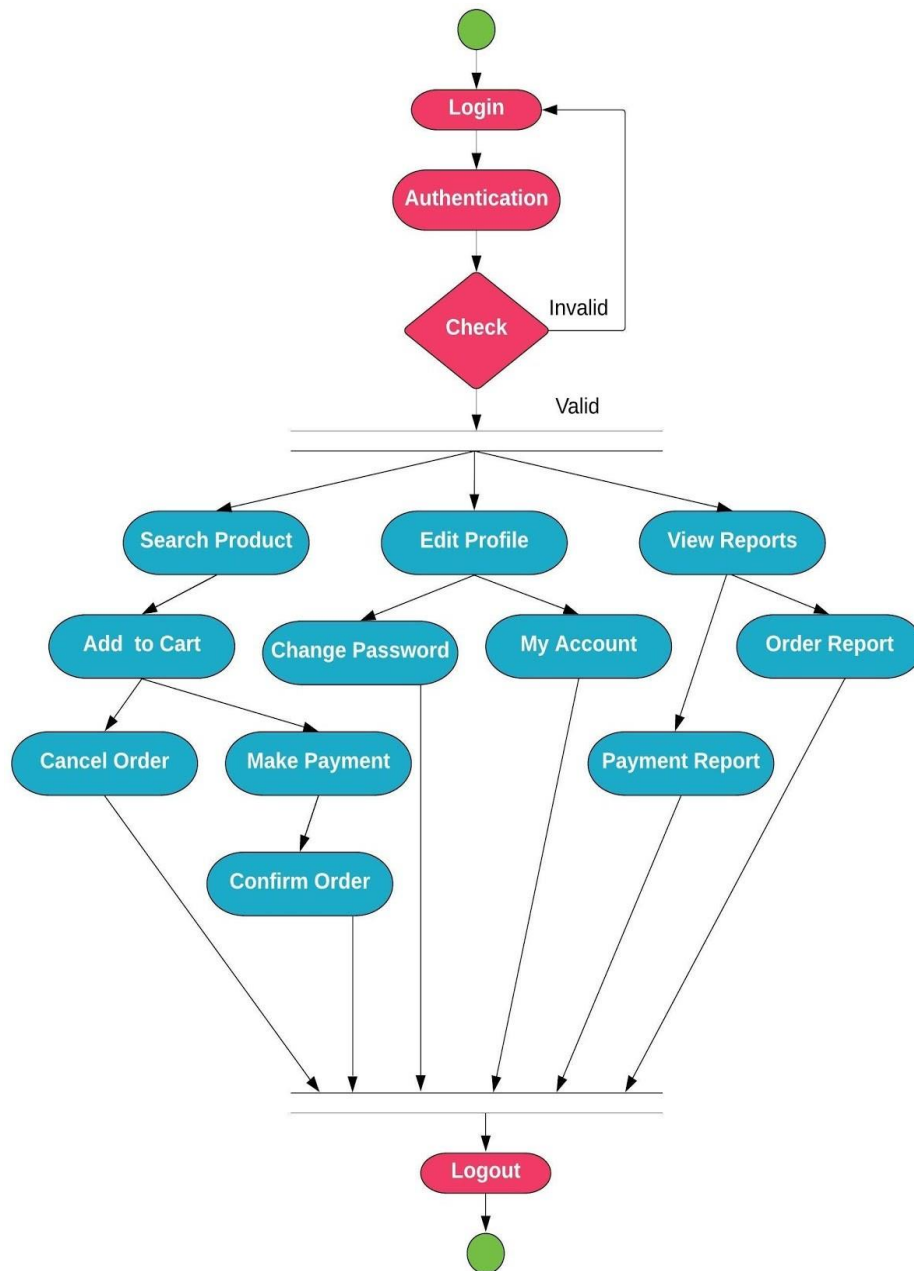 Login
Authentication
Invalid
Check
Valid
Search Product
Edit Profile
View Reports
Add  to Cart
Change Password
My Account
Order Report
Cancel Order
Make Payment
Payment Report
Confirm Order
Logout